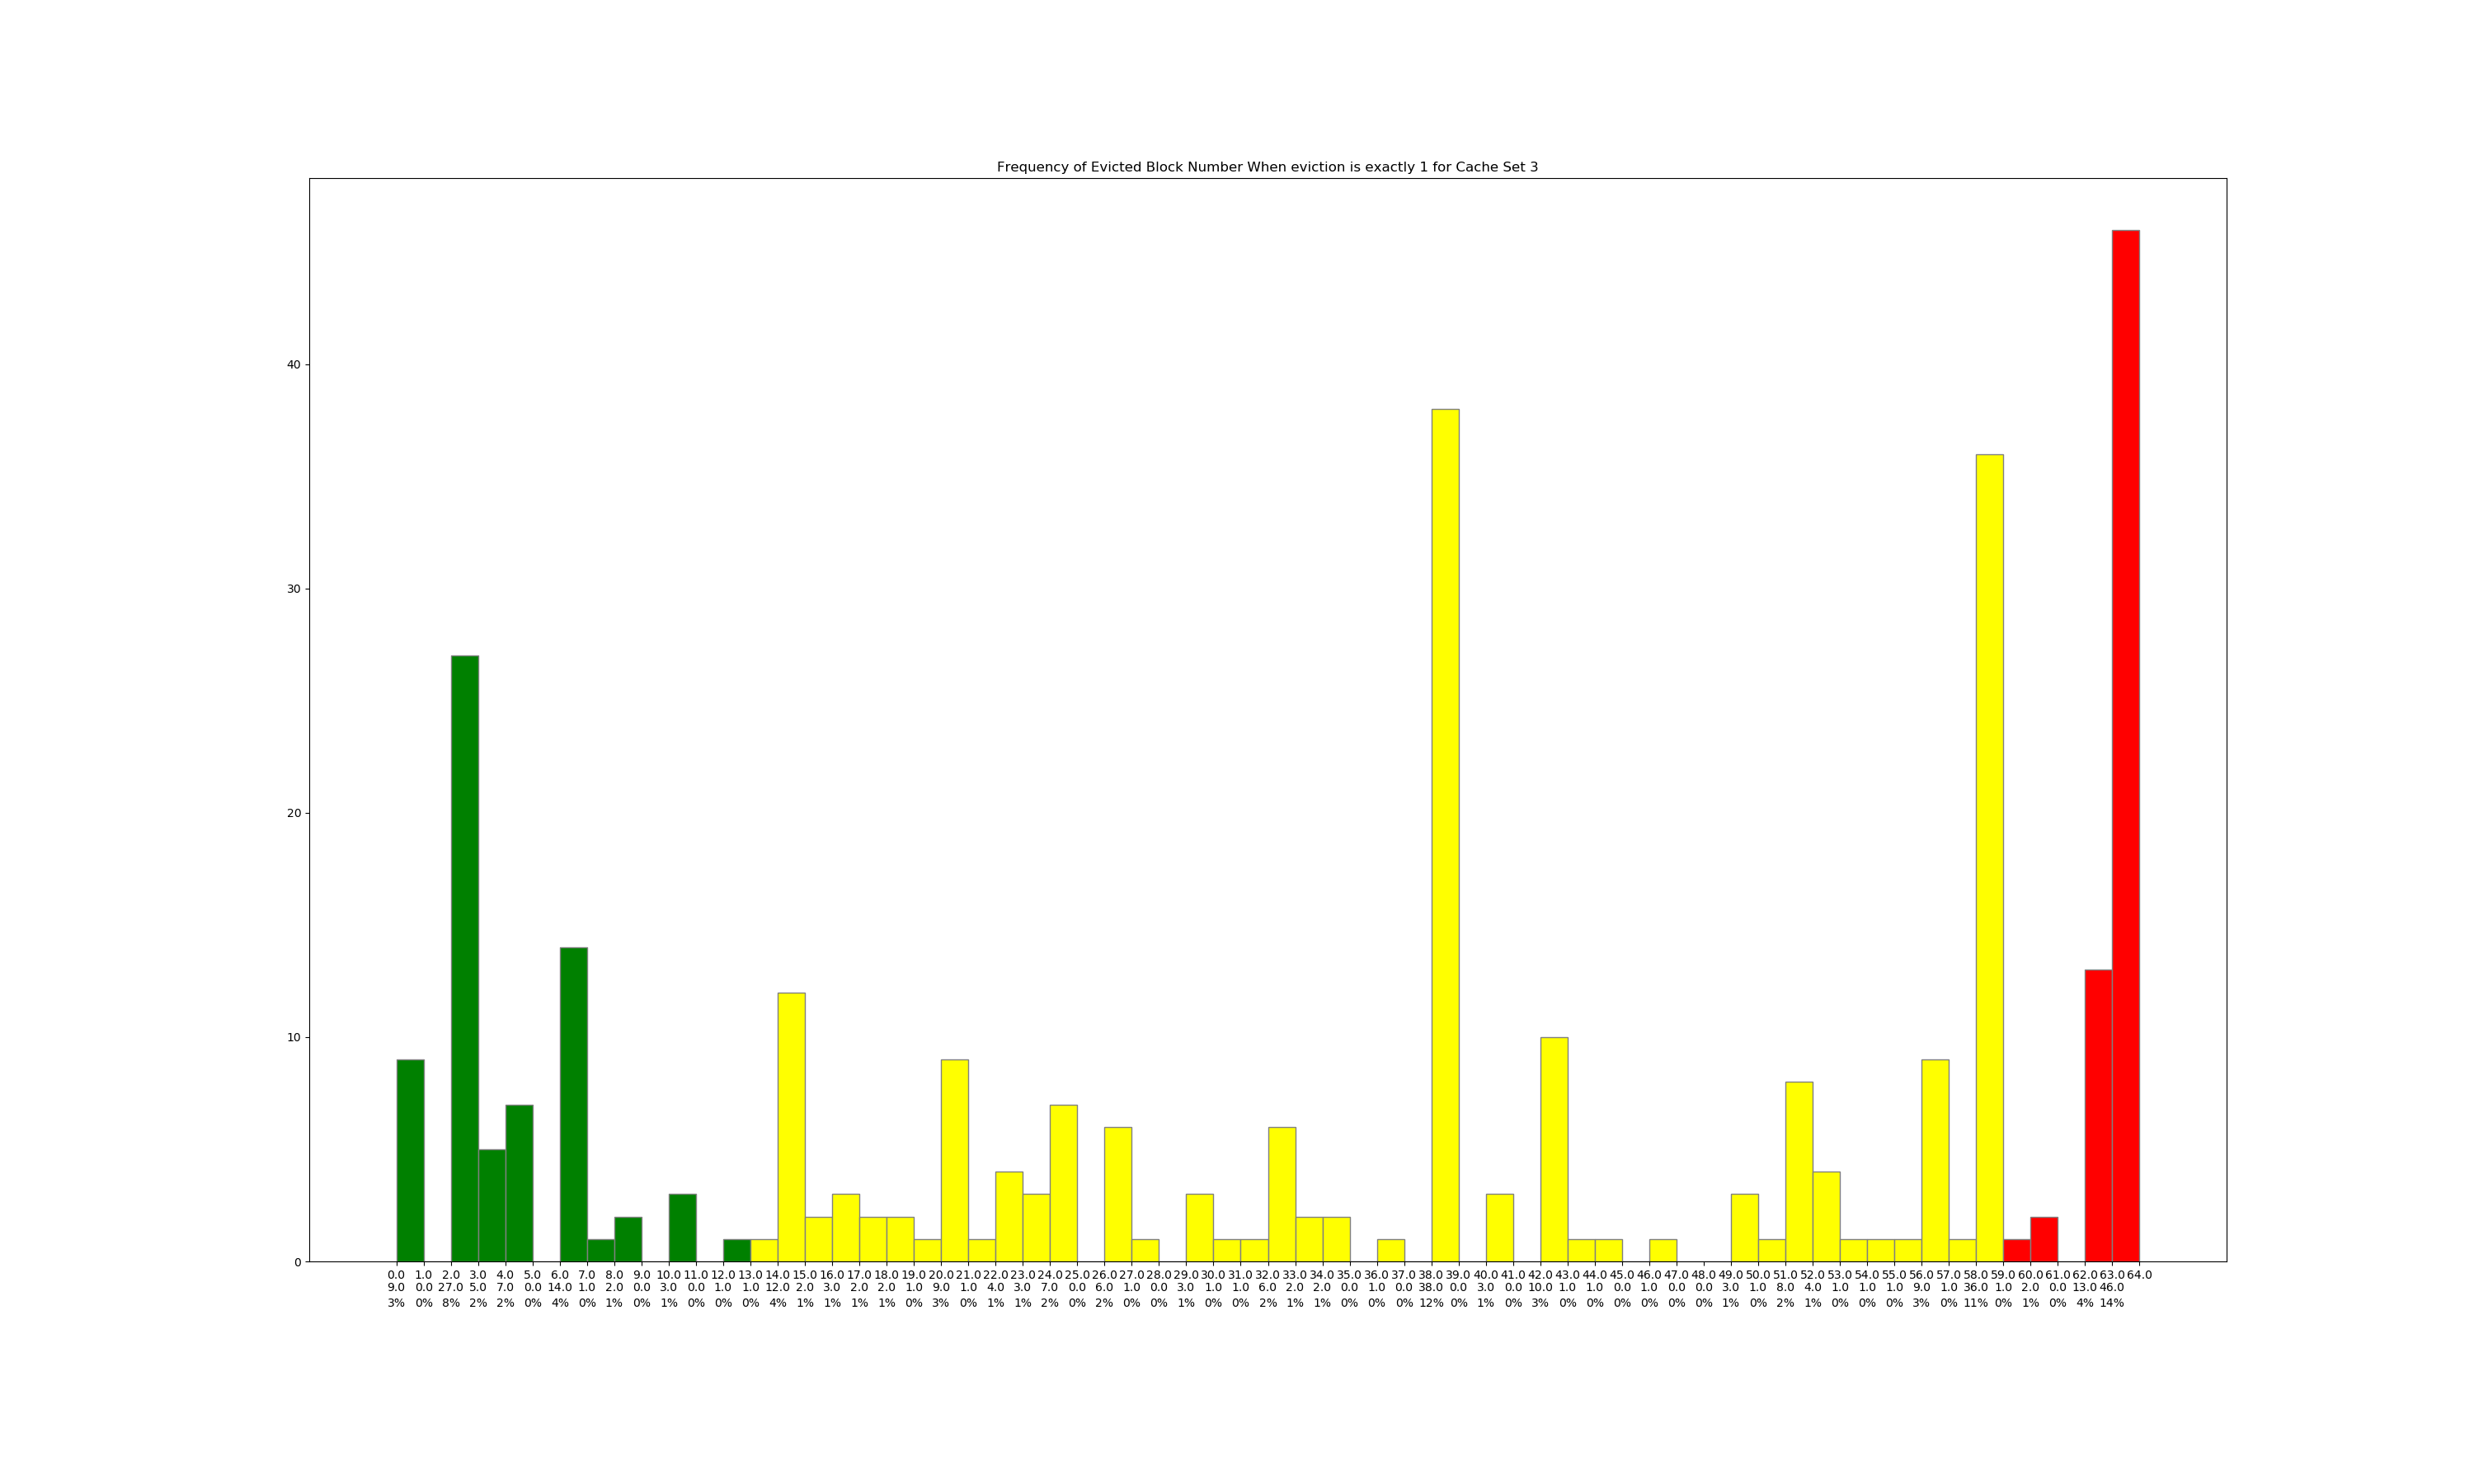 Frequency of Evicted Block Number When eviction is exactly 1 for Cache Set 3
40
30
20
10
0
0.0 1.0 2.0 3.0 4.0 5.0 6.0 7.0 8.0 9.0 10.0 11.0 12.0 13.0 14.0 15.0 16.0 17.0 18.0 19.0 20.0 21.0 22.0 23.0 24.0 25.0 26.0 27.0 28.0 29.0 30.0 31.0 32.0 33.0 34.0 35.0 36.0 37.0 38.0 39.0 40.0 41.0 42.0 43.0 44.0 45.0 46.0 47.0 48.0 49.0 50.0 51.0 52.0 53.0 54.0 55.0 56.0 57.0 58.0 59.0 60.0 61.0 62.0 63.0 64.0
9.0 0.0 27.0 5.0 7.0 0.0 14.0 1.0 2.0 0.0 3.0 0.0 1.0 1.0 12.0 2.0 3.0 2.0 2.0 1.0 9.0 1.0 4.0 3.0 7.0 0.0 6.0 1.0 0.0 3.0 1.0 1.0 6.0 2.0 2.0 0.0 1.0 0.0 38.0 0.0 3.0 0.0 10.0 1.0 1.0 0.0 1.0 0.0 0.0 3.0 1.0 8.0 4.0 1.0 1.0 1.0 9.0 1.0 36.0 1.0 2.0 0.0 13.0 46.0
3% 0% 8% 2% 2% 0% 4% 0% 1% 0% 1% 0% 0% 0% 4% 1% 1% 1% 1% 0% 3% 0% 1% 1% 2% 0% 2% 0% 0% 1% 0% 0% 2% 1% 1% 0% 0% 0% 12% 0% 1% 0% 3% 0% 0% 0% 0% 0% 0% 1% 0% 2% 1% 0% 0% 0% 3% 0% 11% 0% 1% 0% 4% 14%